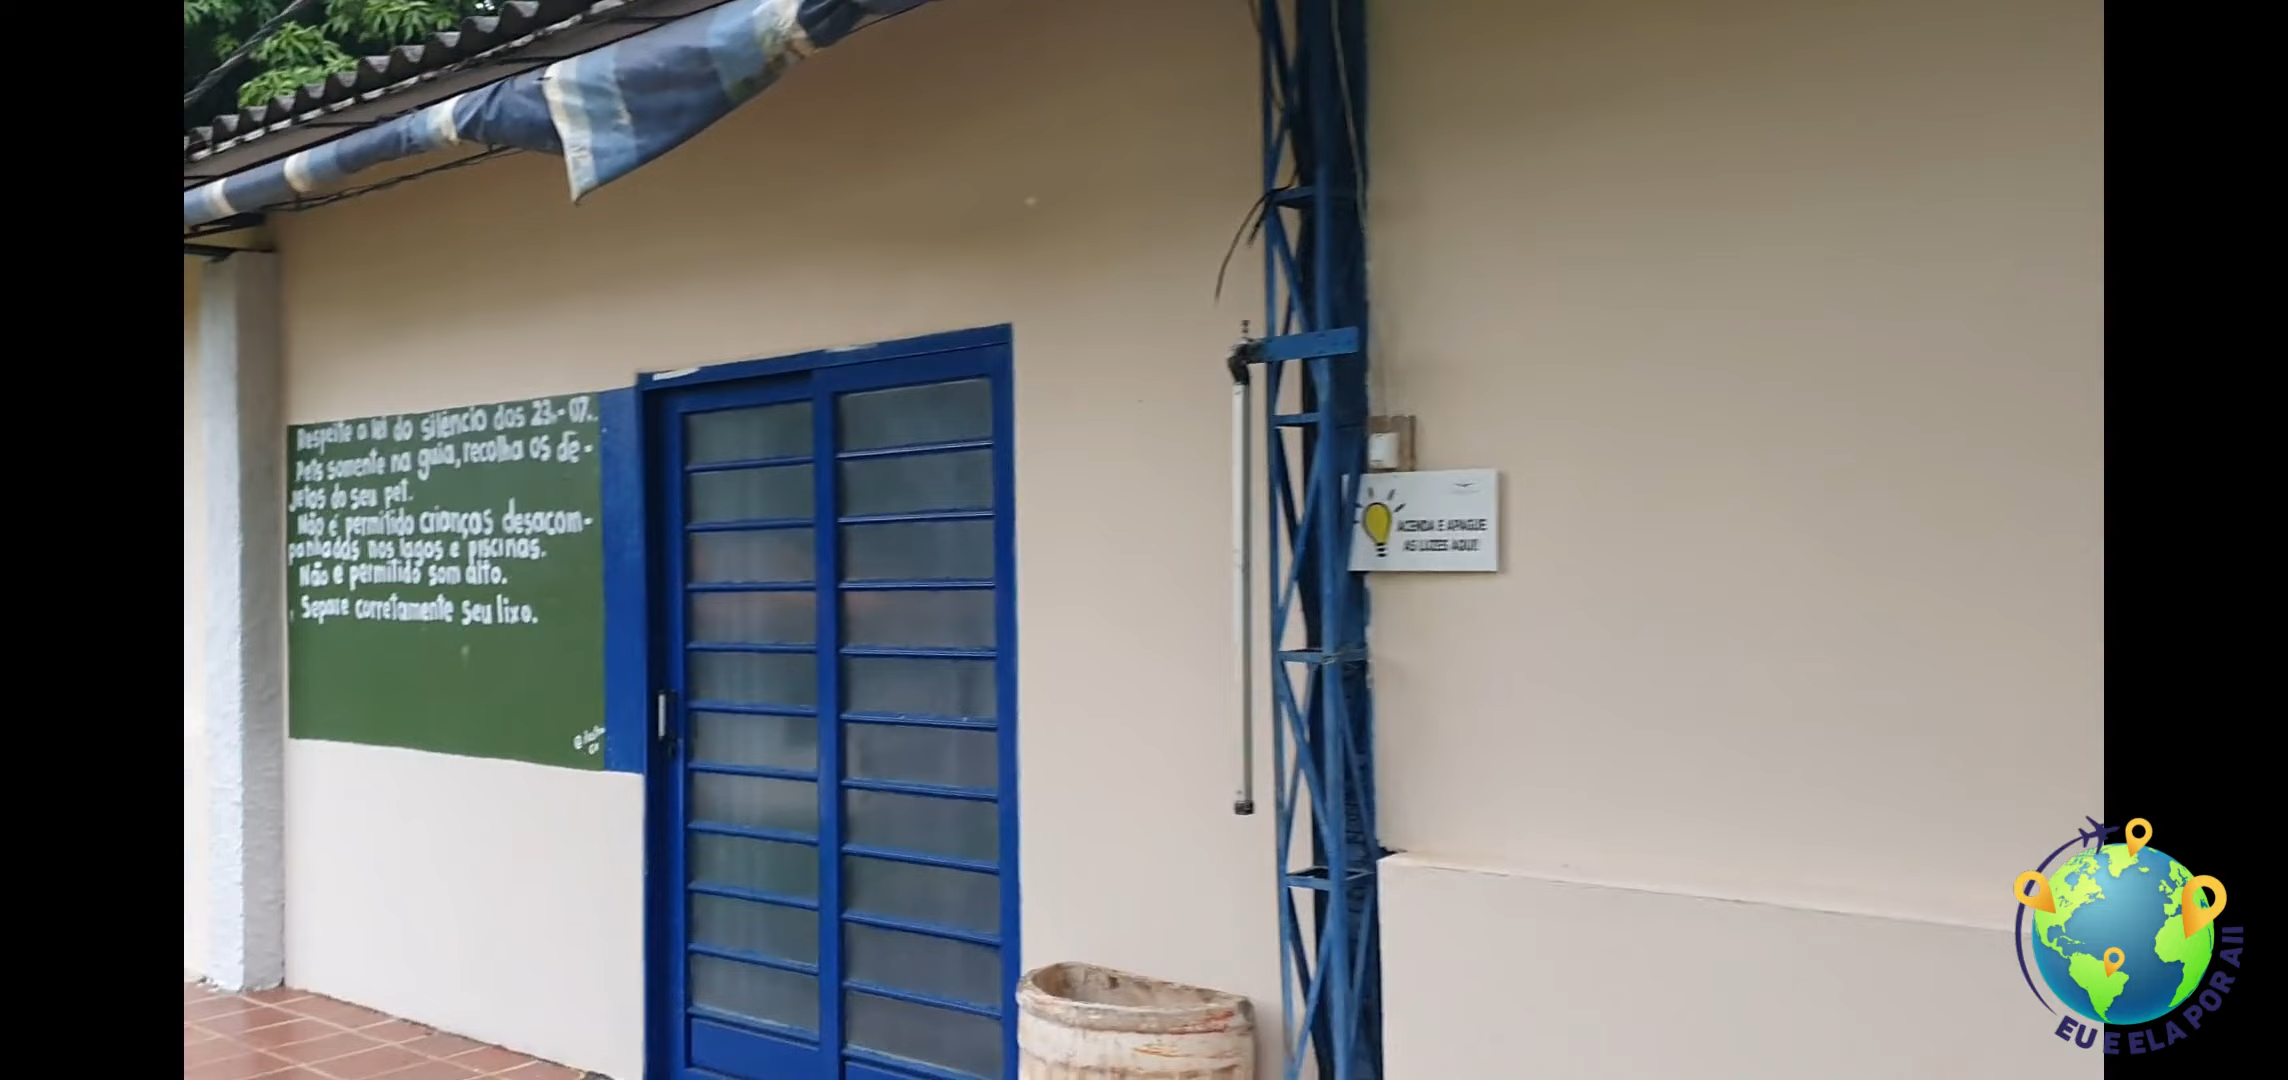 Respeite a lei do silêncio das 23.-07.
Pets somente na guia, recolha os de-
jetos do seu pet.
Não é permitido crianças desacom-
panhadas nos lagos e piscinas.
Não é permitido som alto.
Separe corretamente seu lixo.
ACENDA E APAGUE
AS LUZES AQUI!
EU E ELA POR AII